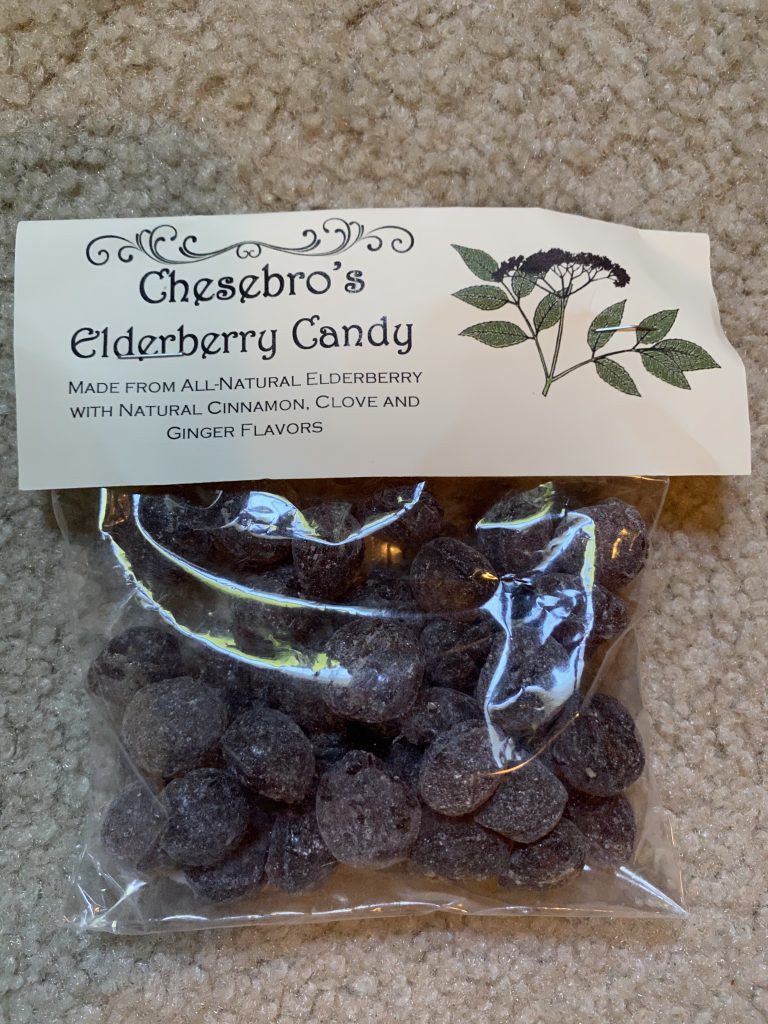 Chesebro's
Elderberry Candy
Made from All-Natural Elderberry
with Natural Cinnamon, Clove and
Ginger Flavors